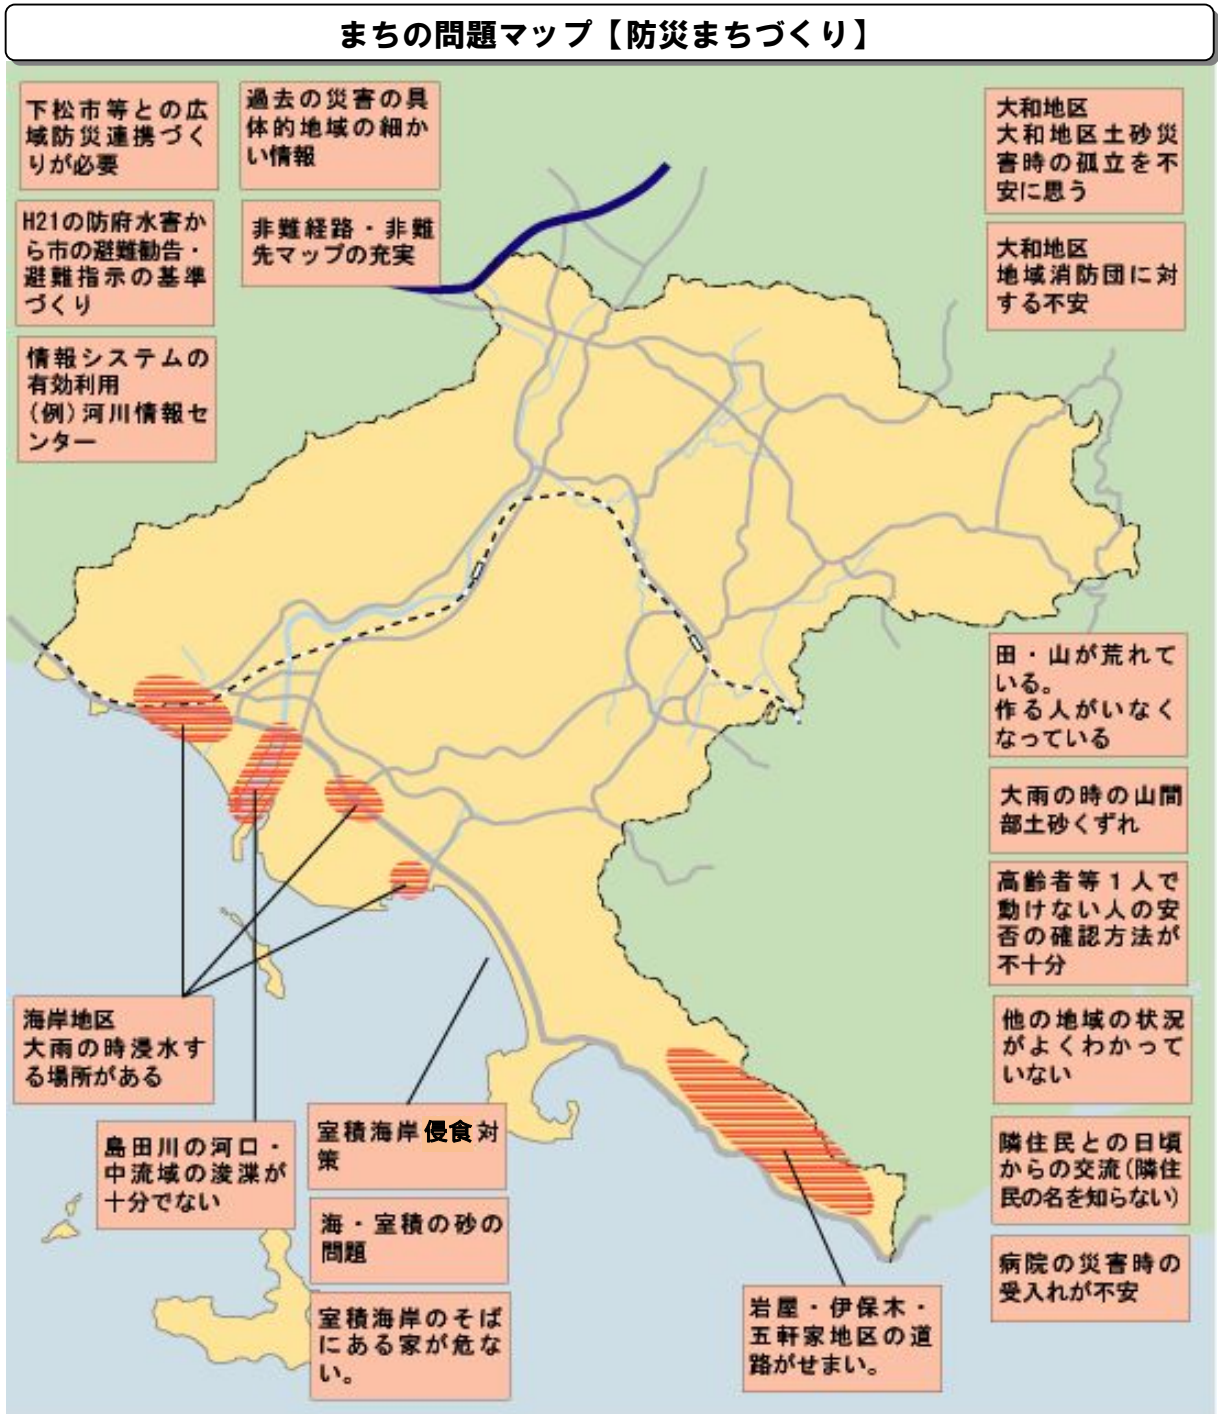 まちの問題マップ【防災まちづくり】
下松市等との広
域防災連携づく
りが必要
過去の災害の具
体的地域の細か
い情報
H21の防府水害か
ら市の避難勧告・
避難指示の基準
づくり
非難経路・非難
先マップの充実
情報システムの
有効利用
(例)河川情報セ
ンター
大和地区
大和地区土砂災
害時の孤立を不
安に思う
大和地区
地域消防団に対
する不安
田・山が荒れて
いる。
作る人がいなく
なっている
大雨の時の山間
部土砂くずれ
高齢者等１人で
動けない人の安
否の確認方法が
不十分
他の地域の状況
がよくわかって
いない
隣住民との日頃
からの交流(隣住
民の名を知らない)
病院の災害時の
受入れが不安
海岸地区
大雨の時浸水す
る場所がある
島田川の河口・
中流域の浚渫が
十分でない
室積海岸侵食対
策
海・室積の砂の
問題
室積海岸のそば
にある家が危な
い。
岩屋・伊保木・
五軒家地区の道
路がせまい。